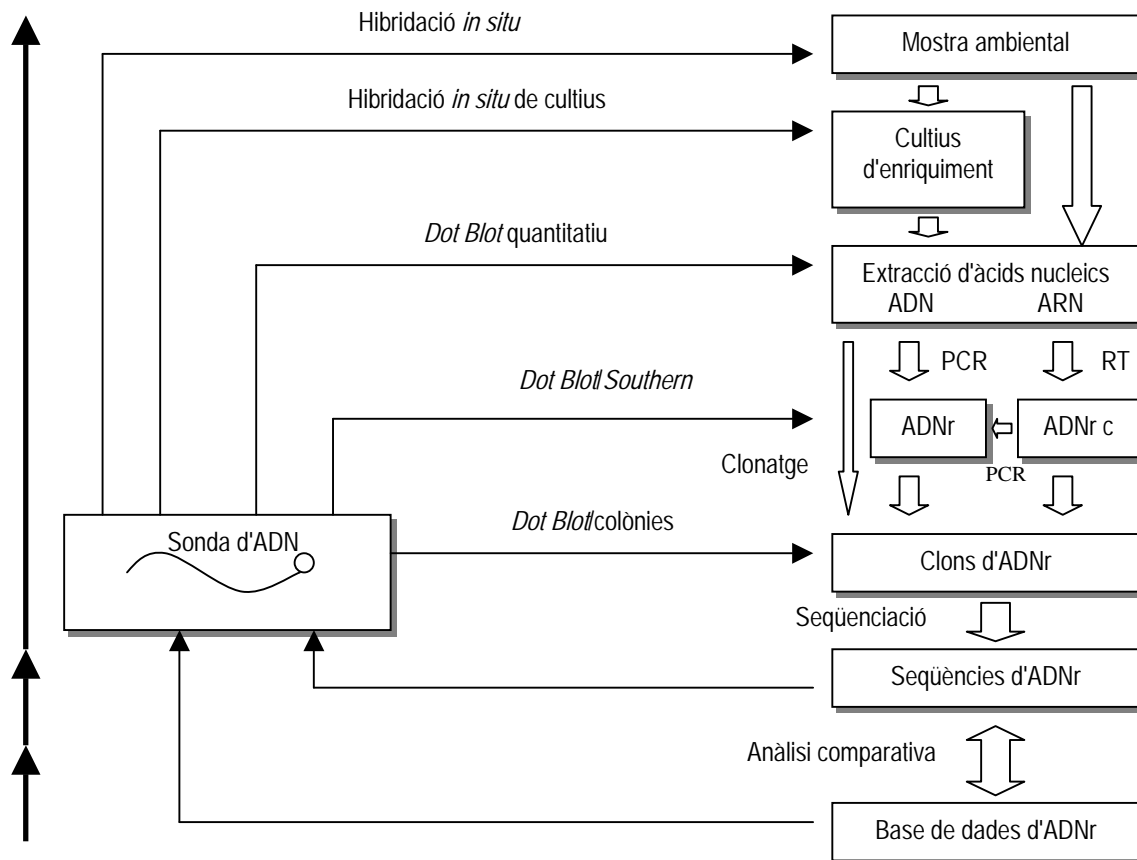 Hibridació in situ
Mostra ambiental
Hibridació in situ de cultius
Cultius
d'enriquiment
Dot Blot quantitatiu
Extracció d'àcids nucleics
ADN ARN
PCR RT
Dot Blot/Southern
ADNr ADNr c
Clonatge
PCR
Dot Blot/colònies
Sonda d'ADN
Clons d'ADNr
Seqüenciació
Seqüències d'ADNr
Anàlisi comparativa
Base de dades d'ADNr